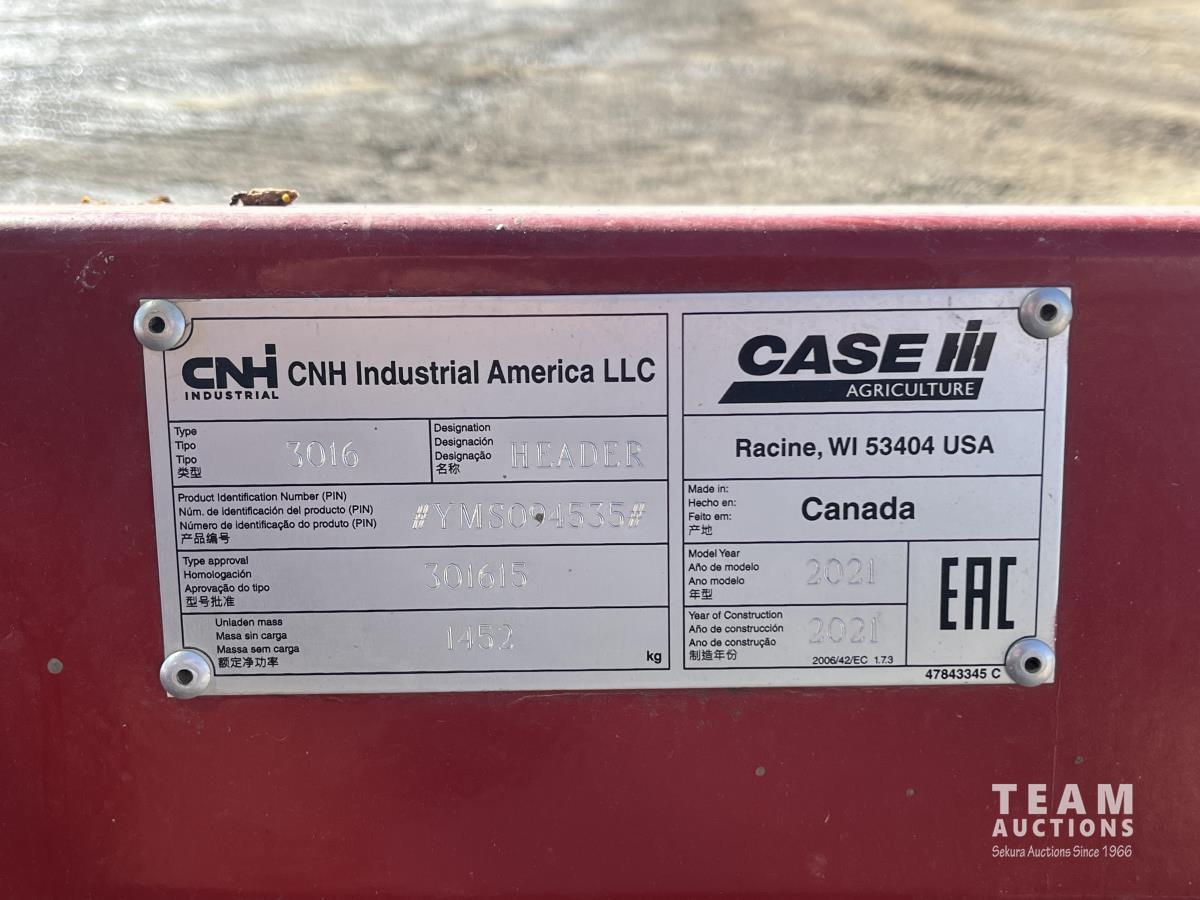 CNH
INDUSTRIAL
CNH Industrial America LLC
Type
Tipo
Tipo
类型
3016
Designation
Designación
Designação
名称
HEADER
Product Identification Number (PIN)
Núm. de identificación del producto (PIN)
Número de identificação do produto (PIN)
产品编号
#YMS094535#
Type approval
Homologación
Aprovação do tipo
型号批准
301615
Unladen mass
Masa sin carga
Massa sem carga
额定净功率
1452
kg
CASE IH
AGRICULTURE
Racine, WI 53404 USA
Made in:
Hecho en:
Feito em:
产地
Canada
Model Year
Año de modelo
Ano modelo
年型
2021
Year of Construction
Año de construcción
Ano de construção
制造年份
2021
2006/42/EC 1.7.3
EAC
47843345 C
TEAM
AUCTIONS
Sekura Auctions Since 1966